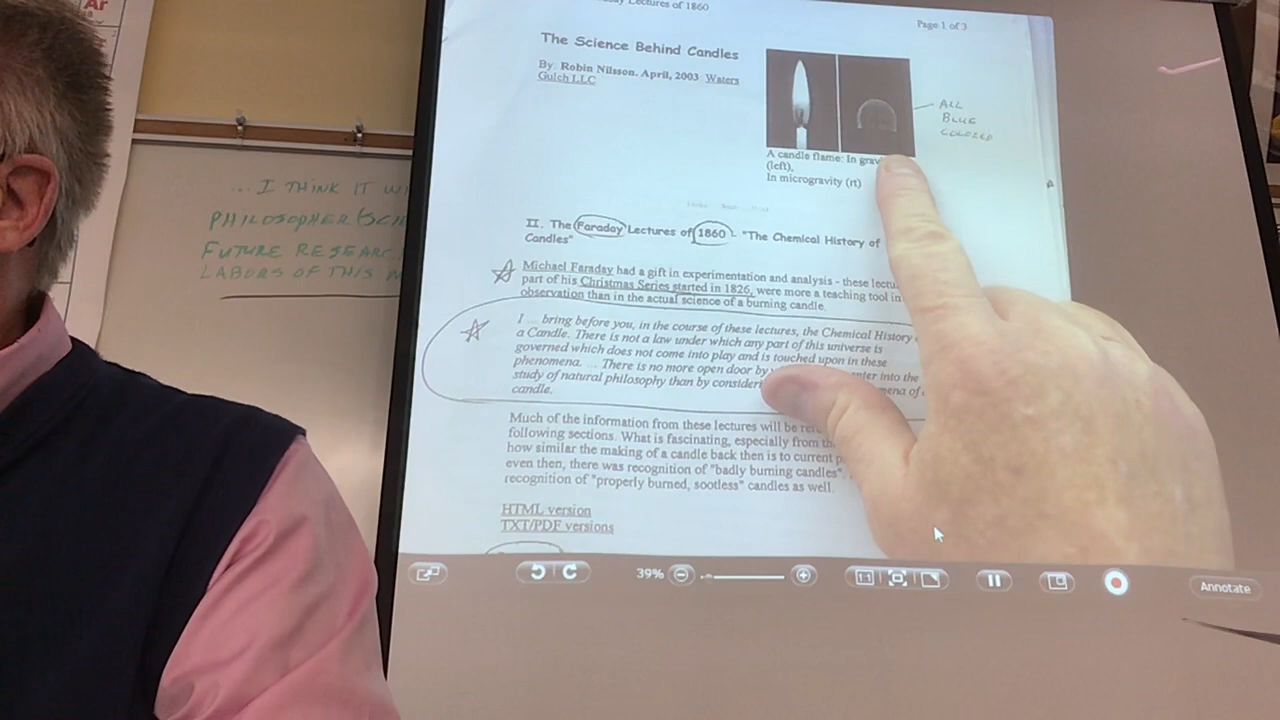 Ar
... I THINK IT
PHILOSOPHER
FUTURE
LABORS OF THIS
Lectures of 1860
Page 1 of 3
The Science Behind Candles
By: Robin Nilsson. April, 2003 Waters
Gulch LLC
ALL
BLUE
COLORED
A candle flame: In
(left),
In microgravity (rt)
II. The Faraday Lectures of 1860 - "The Chemical History of
Candles"
Michael Faraday had a gift in experimentation and analysis - these
part of his Christmas Series started in 1826, were more a teaching tool in
observation than in the actual science of a burning candle.
I ... bring before you, in the course of these lectures, the Chemical History
a Candle. There is not a law under which any part of this universe is
governed which does not come into play and is touched upon in these
phenomena. ... There is no more open door by enter into the
study of natural philosophy than by of
candle.
Much of the information from these lectures will be
following sections. What is fascinating, especially from
how similar the making of a candle back then is to current
even then, there was recognition of "badly burning candles".
recognition of "properly burned, sootless" candles as well.
HTML version
TXT/PDF versions
39%
1:1
Annotate